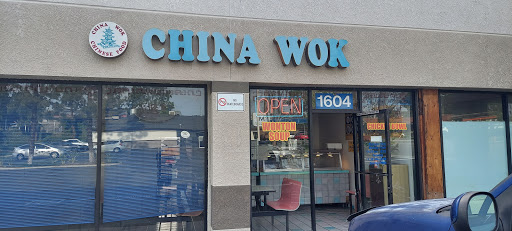 CHINA WOK
CHINESE FOOD
CHINA WOK
OPEN
1604
WONTON
SOUP